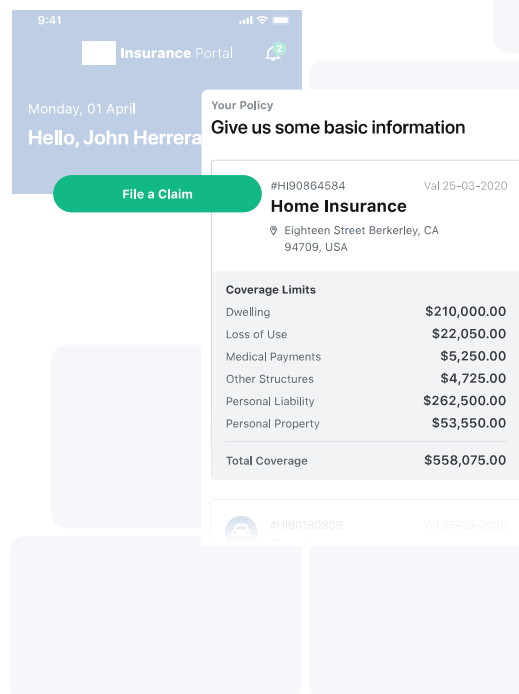 9:41
Insurance Portal
2
Monday, 01 April
Hello, John Herrera
File a Claim
Your Policy
Give us some basic information
#HI90864584
Val 25-03-2020
Home Insurance
Eighteen Street Berkerley, CA
94709, USA
Coverage Limits
Dwelling $210,000.00
Loss of Use $22,050.00
Medical Payments $5,250.00
Other Structures $4,725.00
Personal Liability $262,500.00
Personal Property $53,550.00
Total Coverage $558,075.00
#HI90180809
Val 25-03-2020